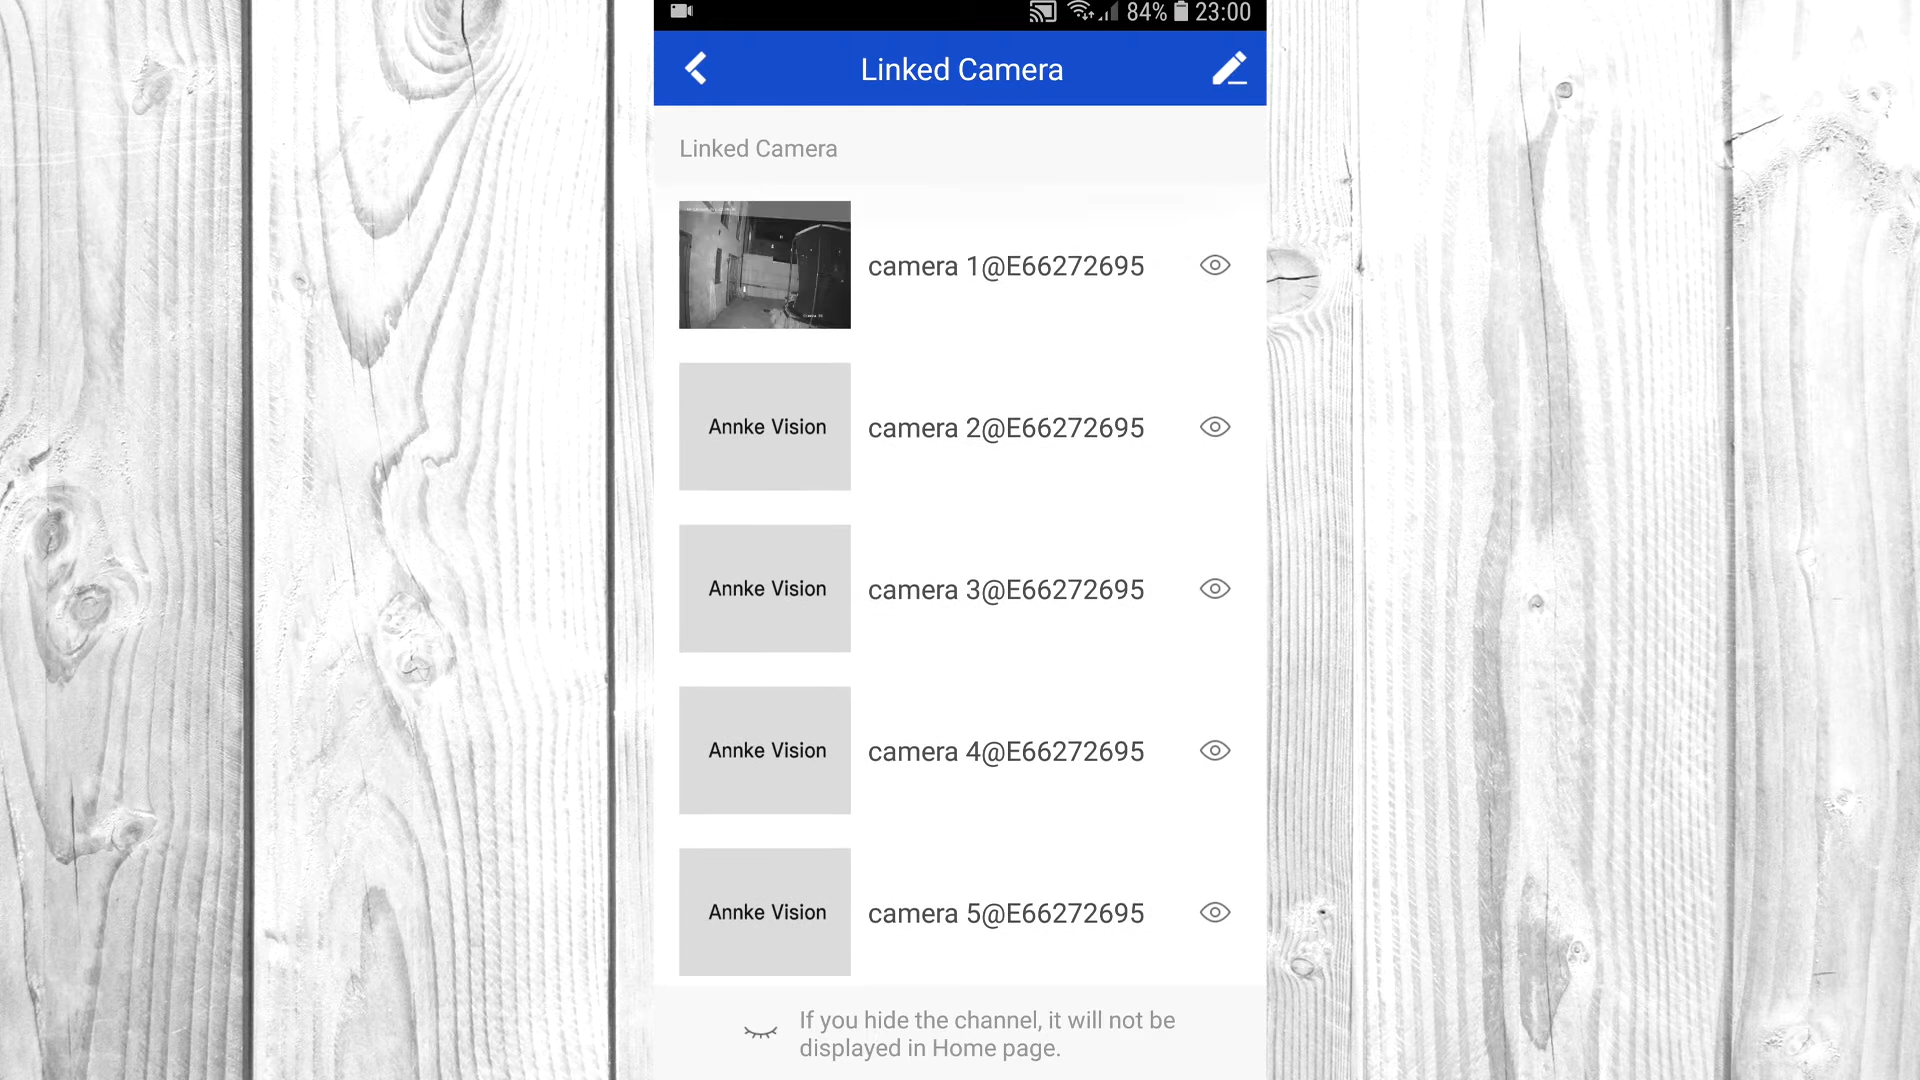 84% 23:00
Linked Camera
Linked Camera
camera 1@E66272695
Annke Vision
camera 2@E66272695
Annke Vision
camera 3@E66272695
Annke Vision
camera 4@E66272695
Annke Vision
camera 5@E66272695
If you hide the channel, it will not be
displayed in Home page.